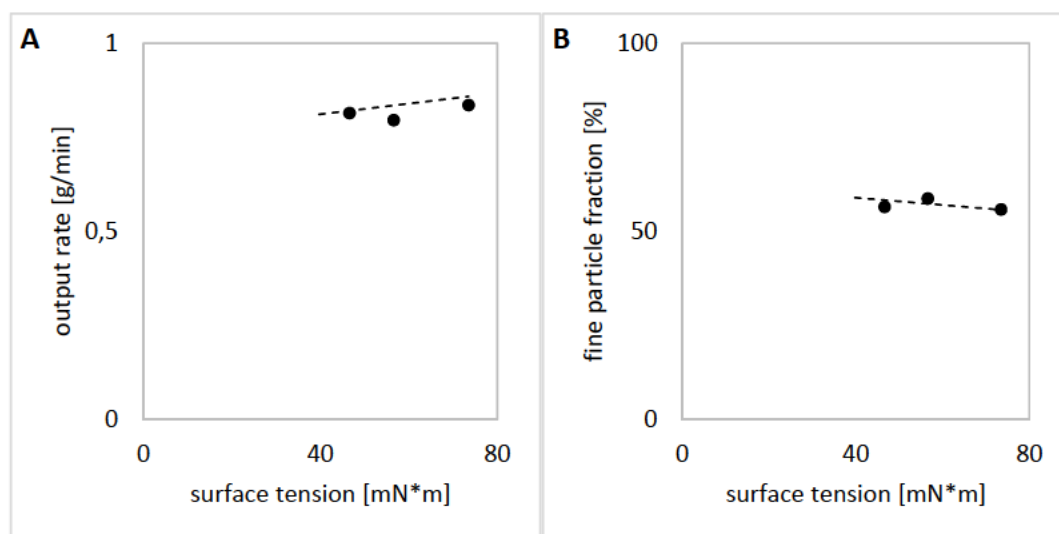 A
1
0,5
0
output rate [g/min]
0
40
80
surface tension [mN*m]
B
100
50
0
fine particle fraction [%]
0
40
80
surface tension [mN*m]